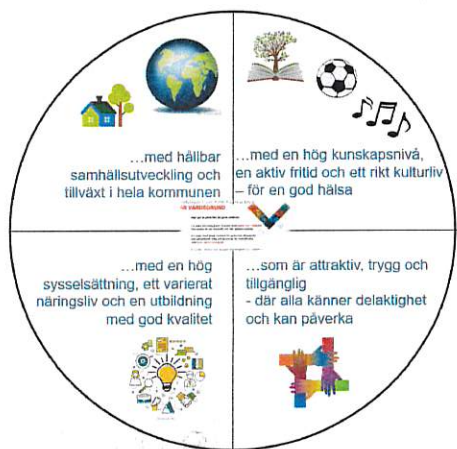 ...med hållbar
samhällsutveckling och
tillväxt i hela kommunen
...med en hög kunskapsnivå,
en aktiv fritid och ett rikt kulturliv
– för en god hälsa
VÄRDEGRUND
...med en hög
sysselsättning, ett varierat
näringsliv och en utbildning
med god kvalitet
...som är attraktiv, trygg och
tillgänglig
- där alla känner delaktighet
och kan påverka